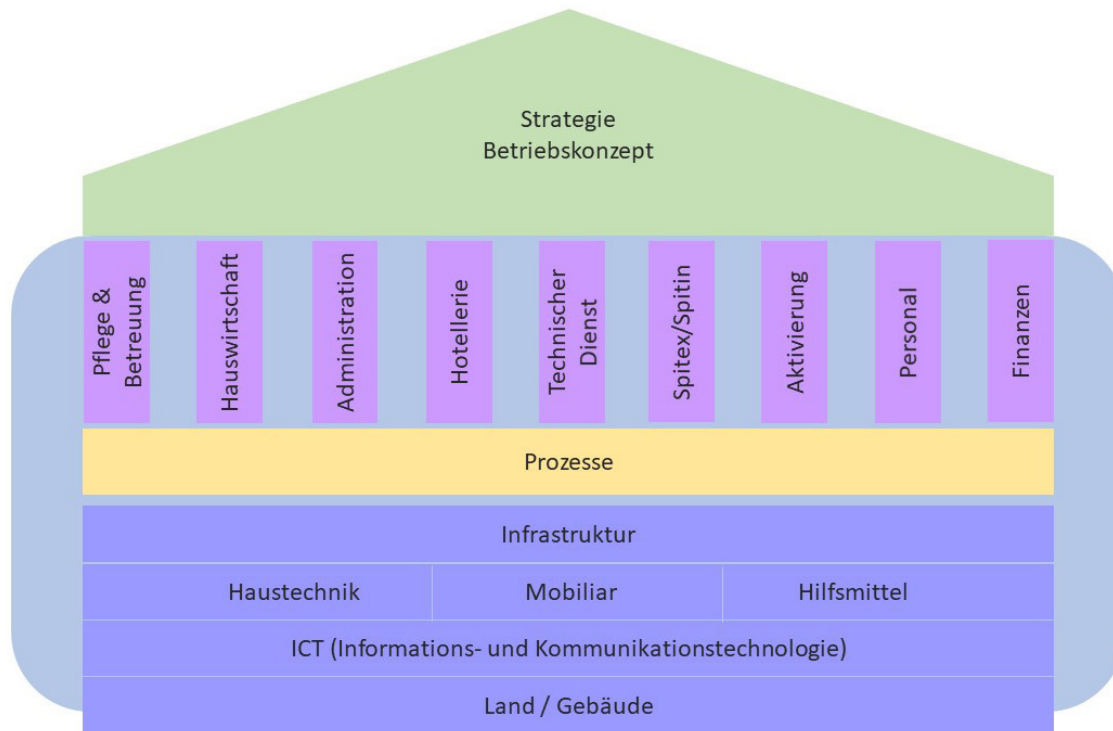 Strategie
Betriebskonzept
Pflege &
Betreuung
Hauswirtschaft
Administration
Hotellerie
Technischer
Dienst
Spitex/Spitin
Aktivierung
Personal
Finanzen
Prozesse
Infrastruktur
Haustechnik
Mobiliar
Hilfsmittel
ICT (Informations- und Kommunikationstechnologie)
Land / Gebäude